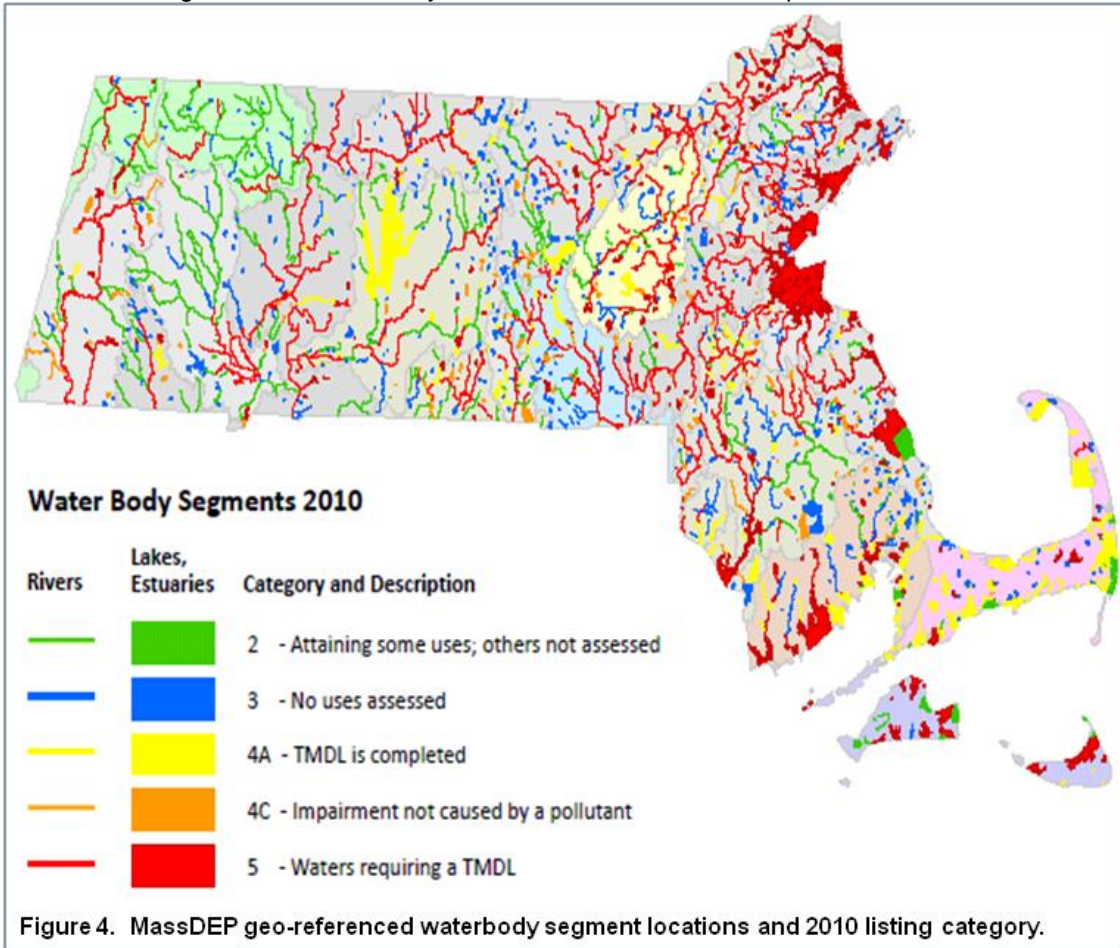 Water Body Segments 2010
Rivers
Lakes,
Estuaries
Category and Description
2 - Attaining some uses; others not assessed
3 - No uses assessed
4A - TMDL is completed
4C - Impairment not caused by a pollutant
5 - Waters requiring a TMDL
Figure 4. MassDEP geo-referenced waterbody segment locations and 2010 listing category.